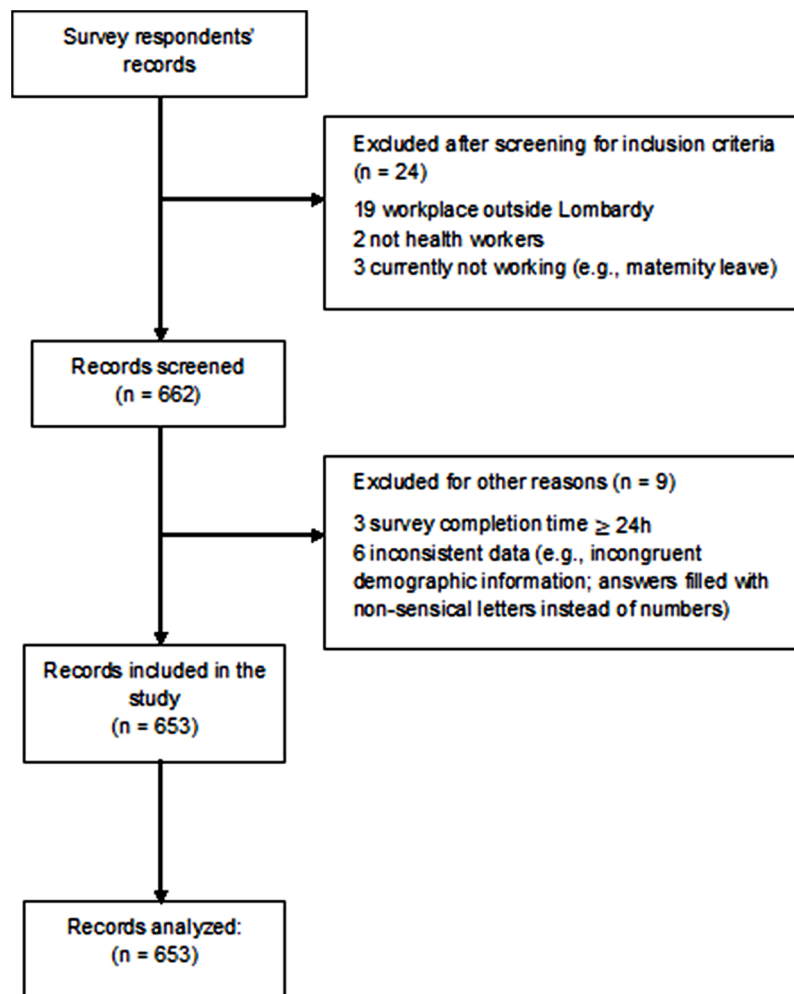 Survey respondents'
records
Excluded after screening for inclusion criteria
(n = 24)
19 workplace outside Lombardy
2 not health workers
3 currently not working (e.g., maternity leave)
Records screened
(n = 662)
Excluded for other reasons (n = 9)
3 survey completion time ≥ 24h
6 inconsistent data (e.g., incongruent
demographic information; answers filled with
non-sensical letters instead of numbers)
Records included in the
study
(n = 653)
Records analyzed:
(n = 653)